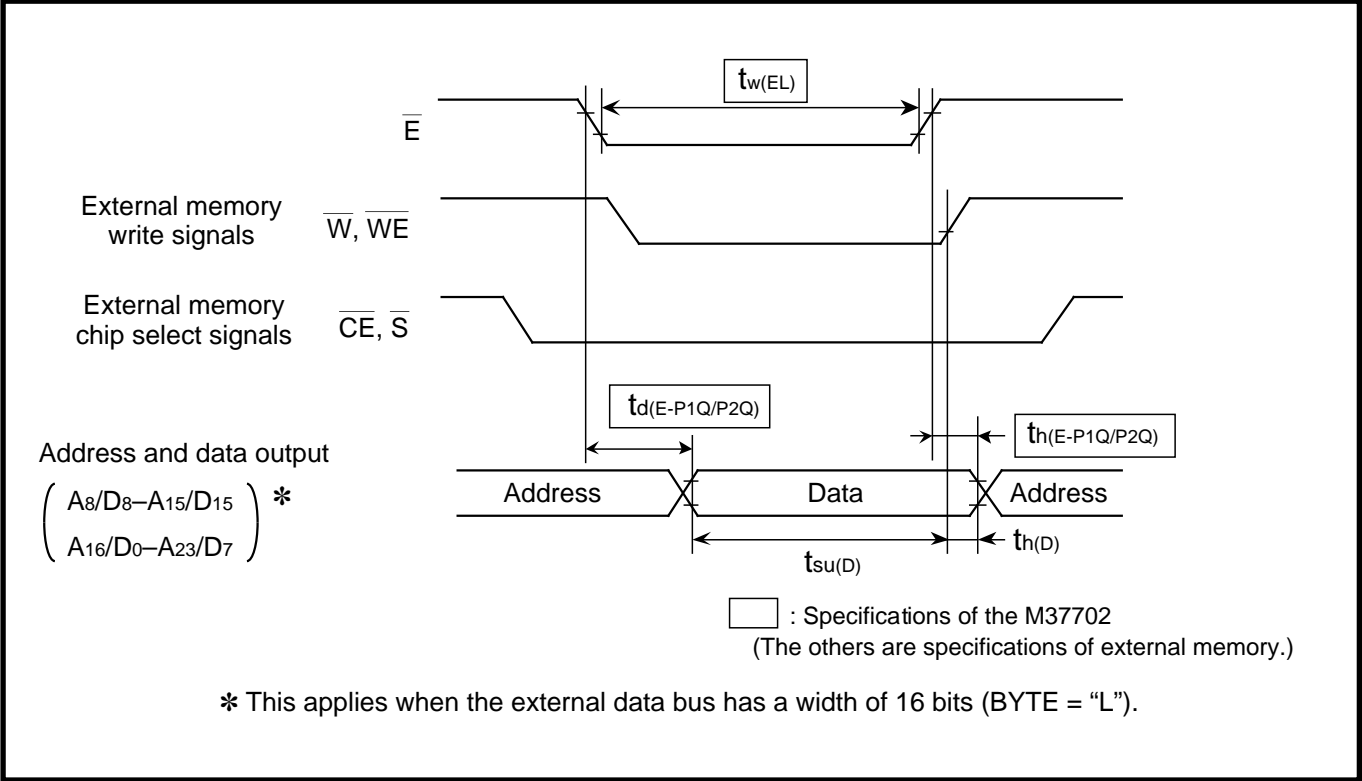 tw(EL)
E̅
External memory
write signals
W̅, W̅E̅
External memory
chip select signals
C̅E̅, S̅
td(E-P1Q/P2Q)
th(E-P1Q/P2Q)
Address and data output
A8/D8–A15/D15
A16/D0–A23/D7
✻
Address
Data
Address
tsu(D)
th(D)
: Specifications of the M37702
(The others are specifications of external memory.)
✻ This applies when the external data bus has a width of 16 bits (BYTE = “L”).